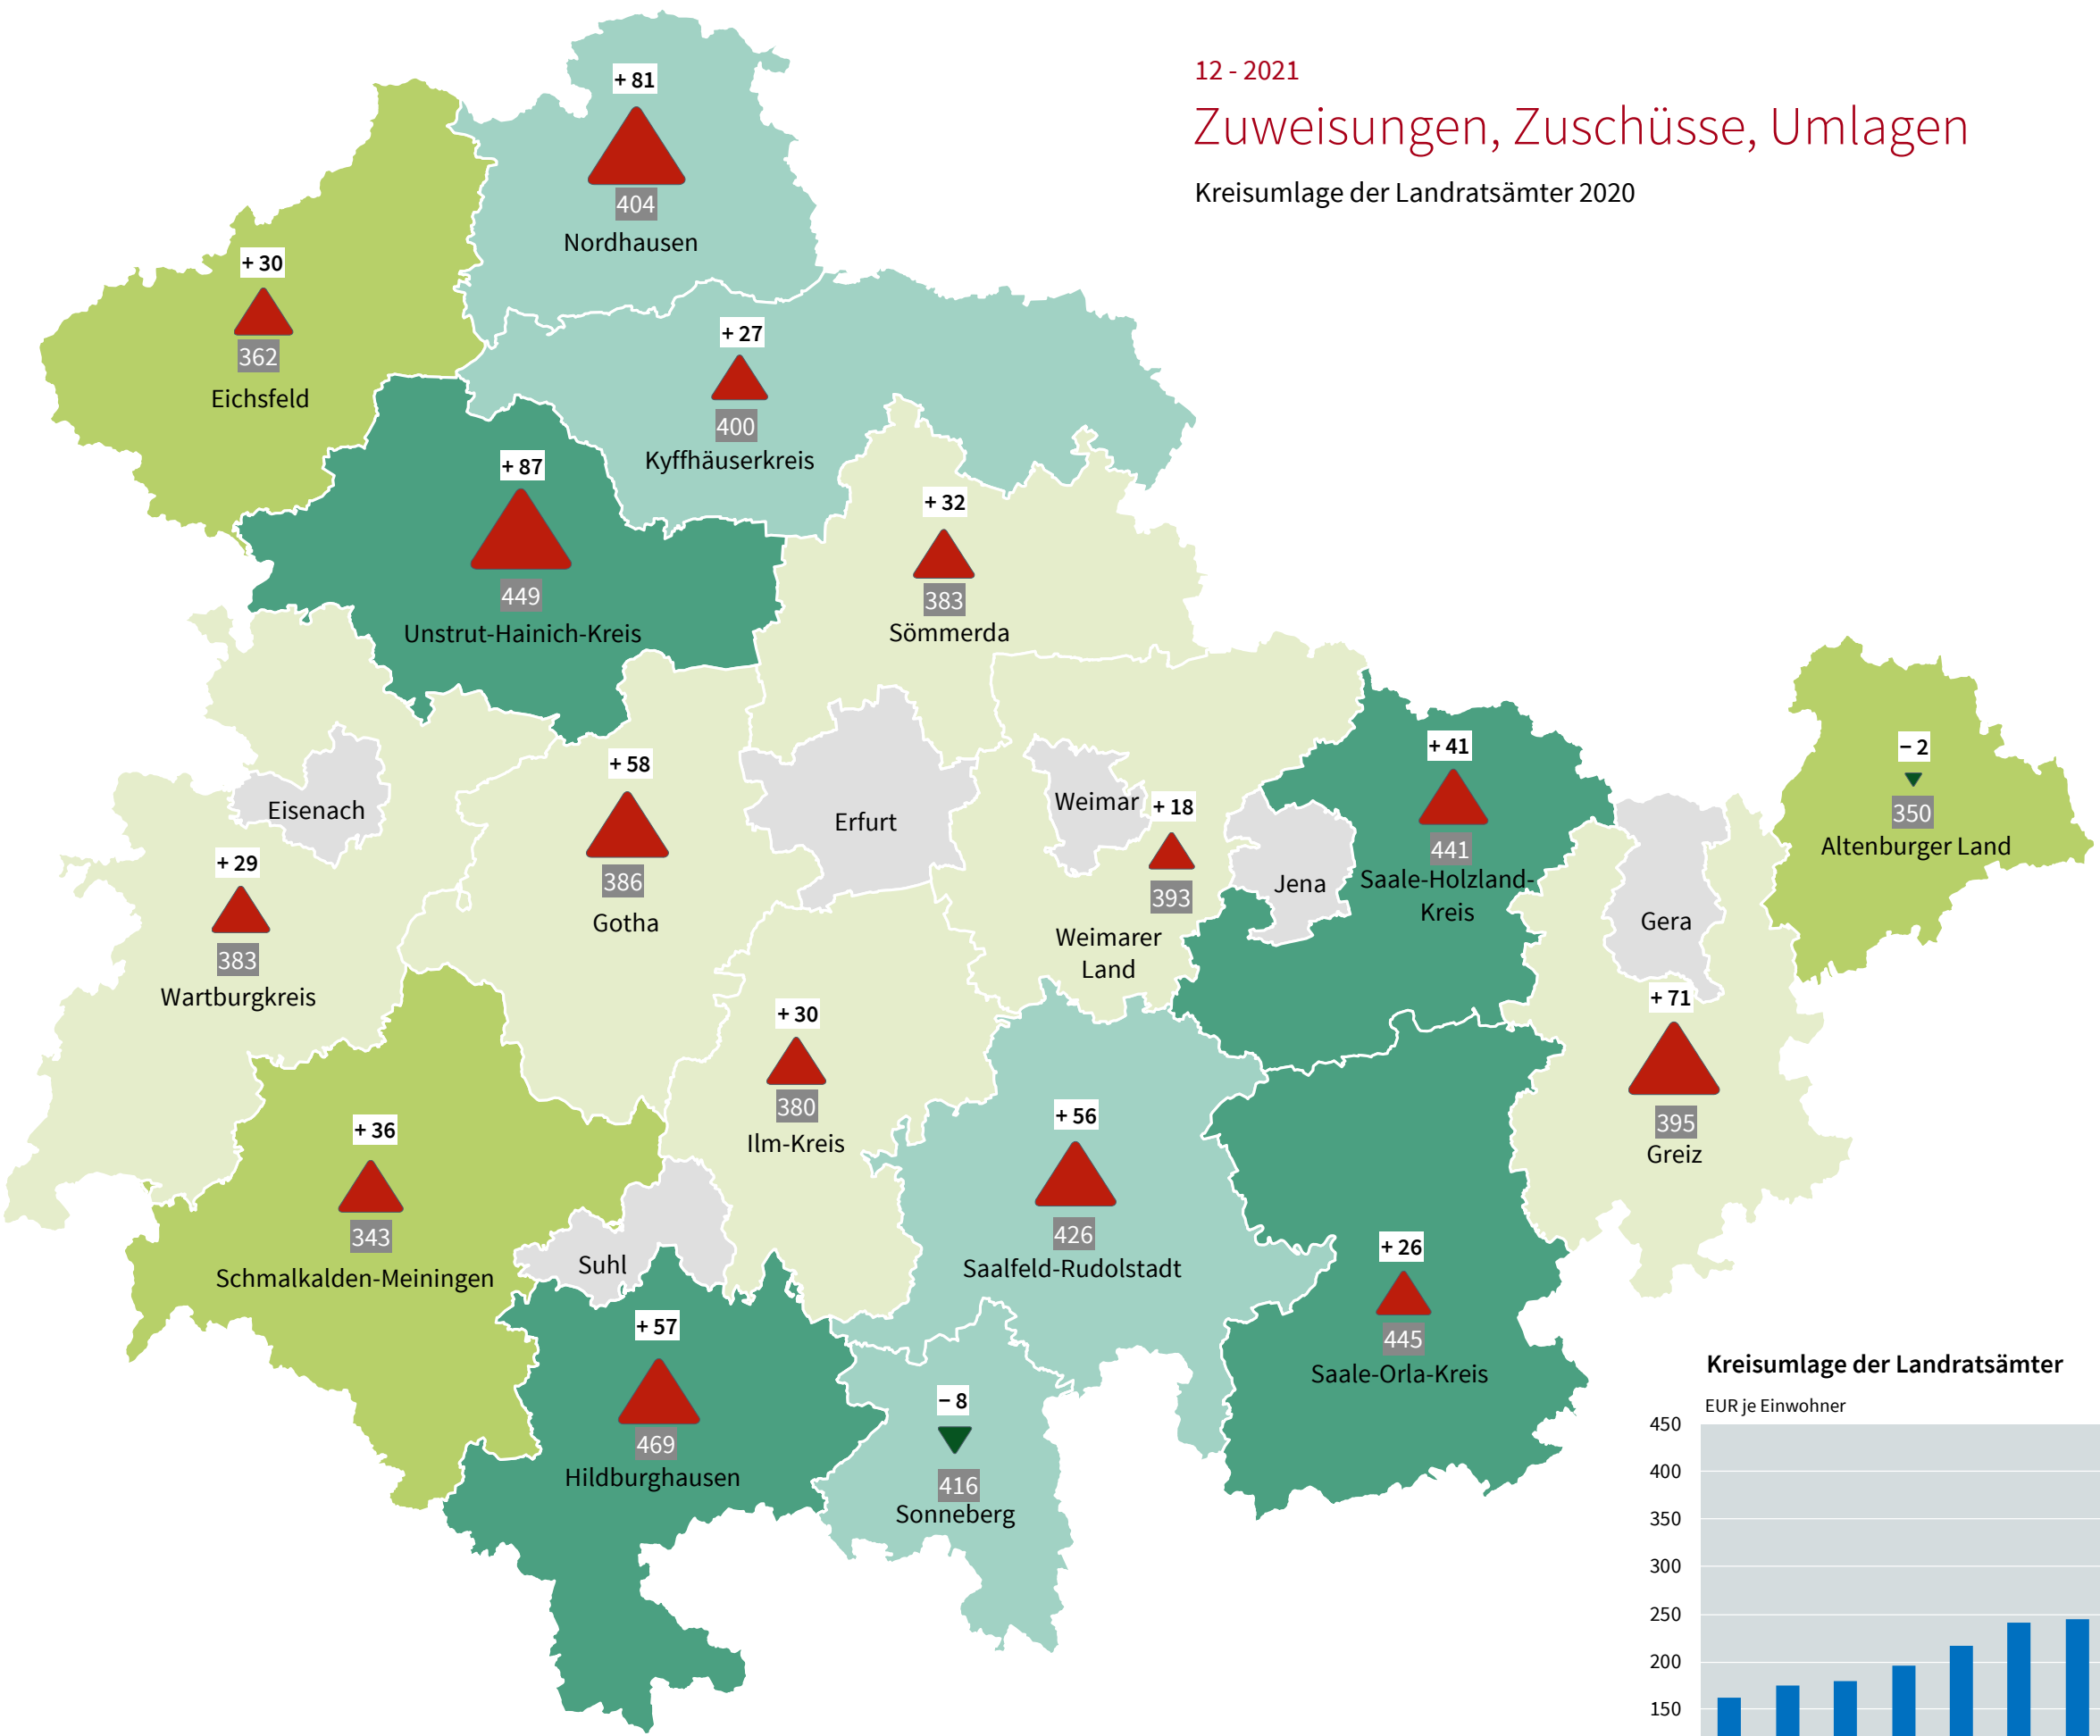 12 - 2021
Zuweisungen, Zuschüsse, Umlagen
Kreisumlage der Landratsämter 2020
+ 81
404
Nordhausen
+ 30
362
Eichsfeld
+ 27
400
Kyffhäuserkreis
+ 87
449
Unstrut-Hainich-Kreis
+ 32
383
Sömmerda
Eisenach
+ 29
383
Wartburgkreis
+ 58
386
Gotha
Erfurt
Weimar
+ 18
393
Weimarer
Land
Jena
+ 41
441
Saale-Holzland-
Kreis
Gera
+ 71
395
Greiz
− 2
350
Altenburger Land
+ 30
380
Ilm-Kreis
+ 36
343
Schmalkalden-Meiningen
Suhl
+ 56
426
Saalfeld-Rudolstadt
+ 26
445
Saale-Orla-Kreis
+ 57
469
Hildburghausen
− 8
416
Sonneberg
Kreisumlage der Landratsämter
EUR je Einwohner
450
400
350
300
250
200
150